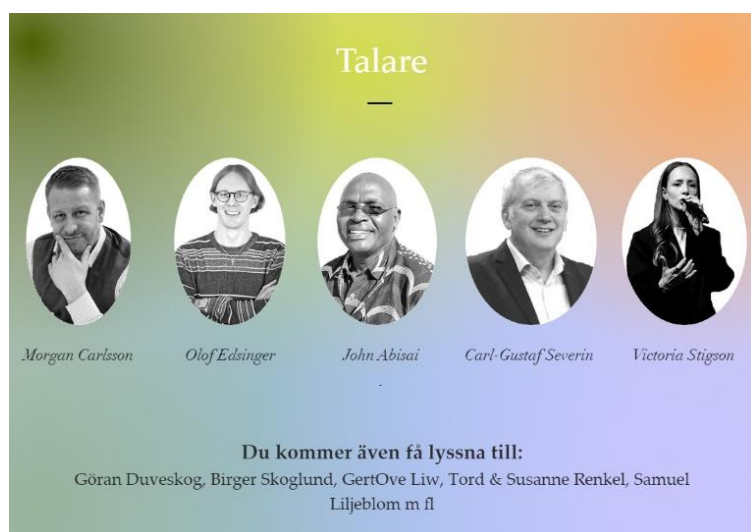 Talare
Morgan Carlsson
Olof Edsinger
John Abisai
Carl-Gustaf Severin
Victoria Stigson
Du kommer även få lyssna till:
Göran Duveskog, Birger Skoglund, GertOve Liw, Tord & Susanne Renkel, Samuel
Liljeblom m fl